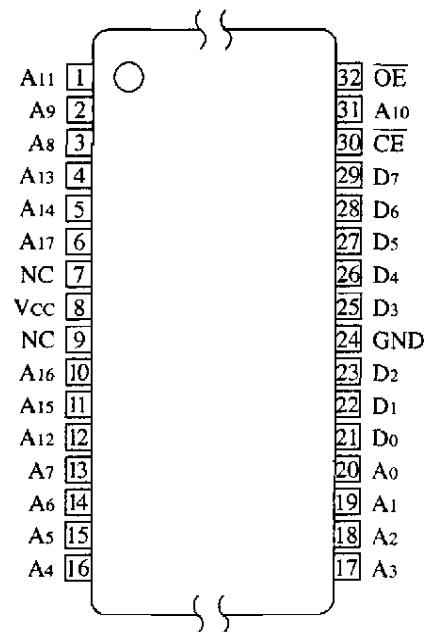 A11 1 32 OE
A9 2 31 A10
A8 3 30 CE
A13 4 29 D7
A14 5 28 D6
A17 6 27 D5
NC 7 26 D4
VCC 8 25 D3
NC 9 24 GND
A16 10 23 D2
A15 11 22 D1
A12 12 21 D0
A7 13 20 A0
A6 14 19 A1
A5 15 18 A2
A4 16 17 A3